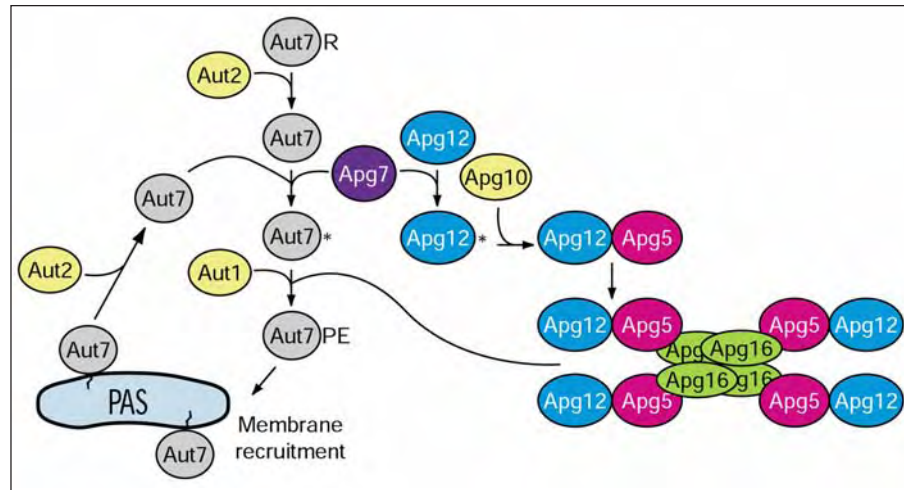 Aut7 R
Aut2
Aut7
Apg12
Apg7
Apg10
Aut7
Aut7 *
Apg12 *
Apg12 Apg5
Aut2
Aut1
Apg12 Apg5
Apg5 Apg12
Aut7
Aut7 PE
Apg16
Apg16
Apg16
PAS
Apg12 Apg5
Apg5 Apg12
Membrane
recruitment
Aut7